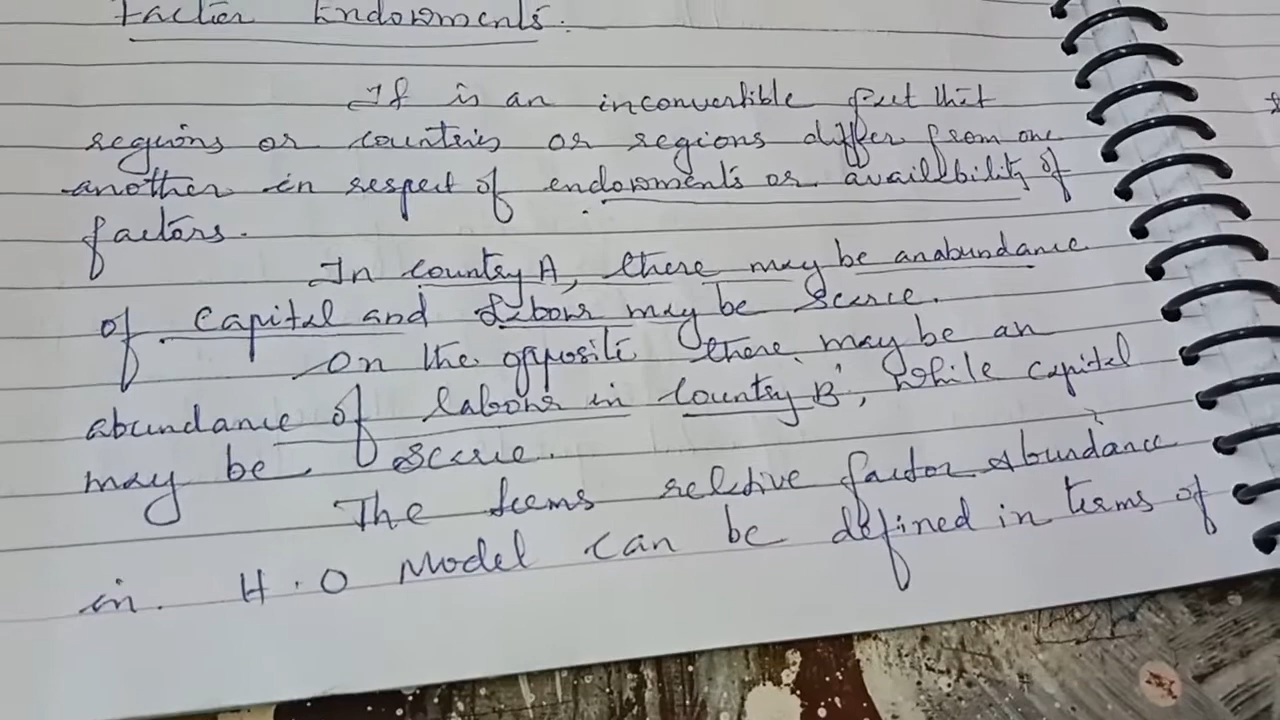 Factor Endowments.
It is an inconvertible fact that
regions or countries or regions differ from one
another in respect of endowments or availability of
factors.
In country A, there may be an abundance
of capital and labour may be scarce.
On the opposite there may be an
abundance of labour in country 'B', while capital
may be scarce.
The terms relative factor abundance
in H.O Model can be defined in terms of